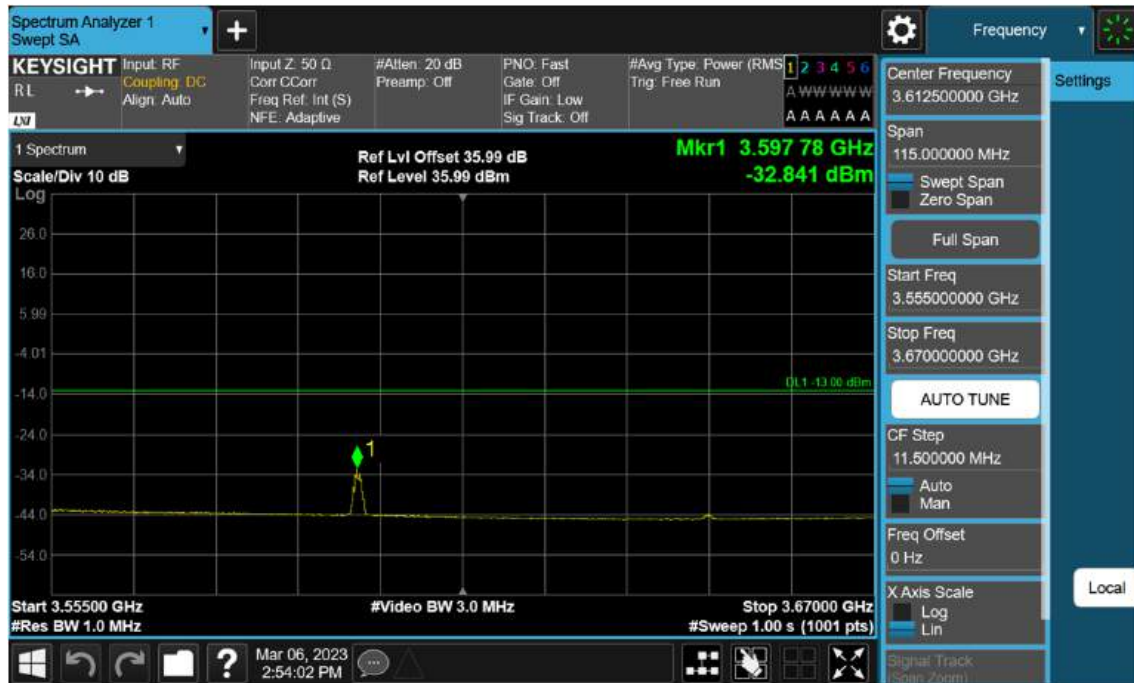 Spectrum Analyzer 1
Swept SA
+
Frequency
KEYSIGHT Input: RF
Coupling: DC
Align: Auto
Input Z: 50 Ω
Corr CCorr
Freq Ref: Int (S)
NFE: Adaptive
#Atten: 20 dB
Preamp: Off
PNO: Fast
Gate: Off
IF Gain: Low
Sig Track: Off
#Avg Type: Power (RMS
Trig: Free Run
1 2 3 4 5 6
A W W W W W
A A A A A A
R L
LXI
Center Frequency
3.612500000 GHz
Settings
1 Spectrum
Scale/Div 10 dB
Log
Ref Lvl Offset 35.99 dB
Ref Level 35.99 dBm
Mkr1 3.597 78 GHz
-32.841 dBm
26.0
16.0
5.99
-4.01
-14.0
-24.0
-34.0
-44.0
-54.0
DL1 -13.00 dBm
1
Start 3.55500 GHz
#Res BW 1.0 MHz
#Video BW 3.0 MHz
Stop 3.67000 GHz
#Sweep 1.00 s (1001 pts)
Span
115.000000 MHz
Swept Span
Zero Span
Full Span
Start Freq
3.555000000 GHz
Stop Freq
3.670000000 GHz
AUTO TUNE
CF Step
11.500000 MHz
Auto
Man
Freq Offset
0 Hz
X Axis Scale
Log
Lin
Signal Track
(Span Zoom)
Local
?
Mar 06, 2023
2:54:02 PM